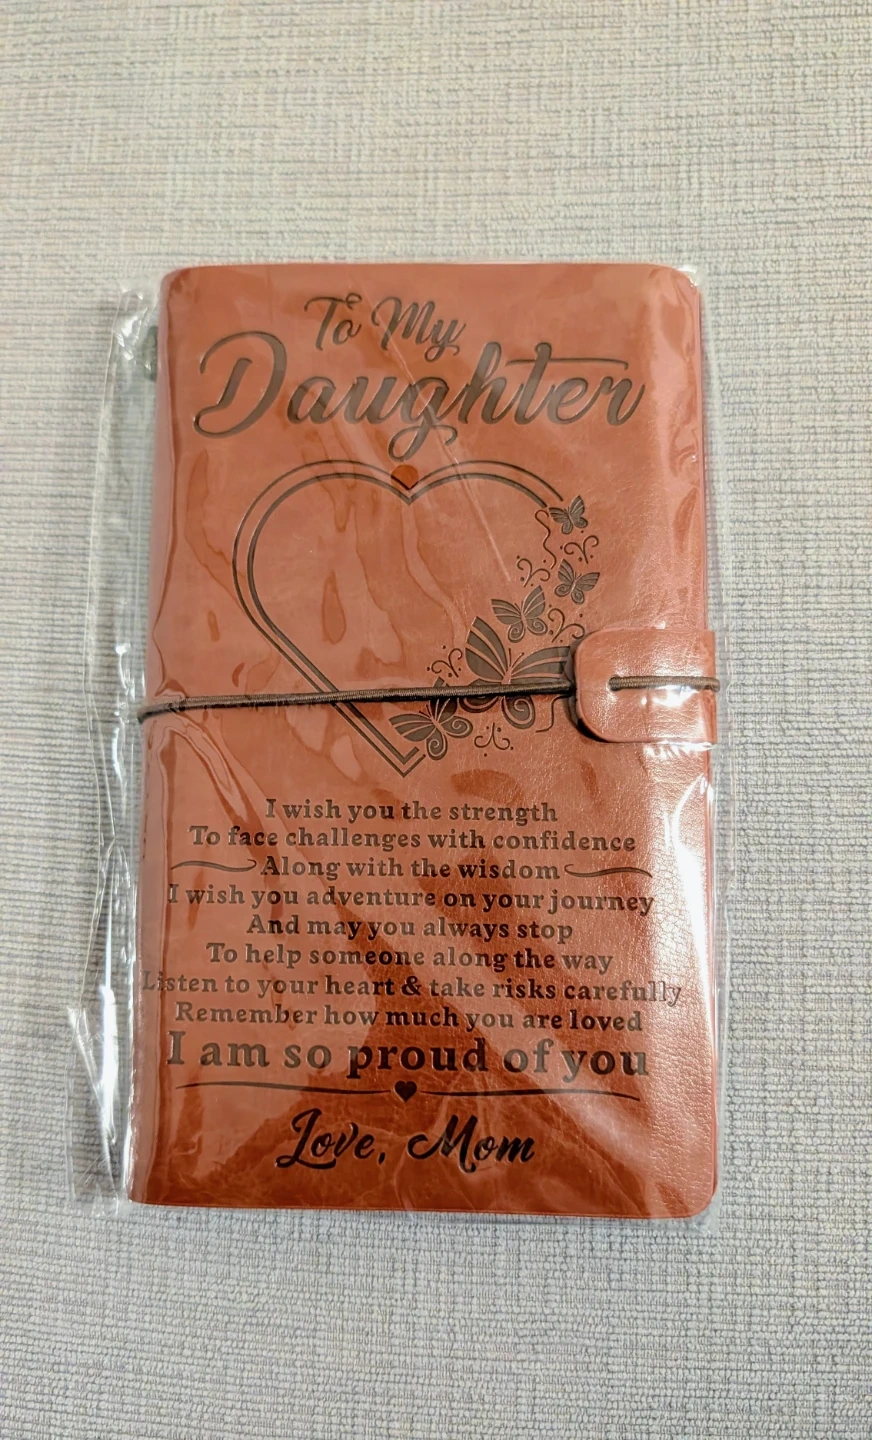 To My
Daughter
I wish you the strength
To face challenges with confidence
Along with the wisdom
I wish you adventure on your journey
And may you always stop
To help someone along the way
Listen to your heart & take risks carefully
Remember how much you are loved
I am so proud of you
Love, Mom